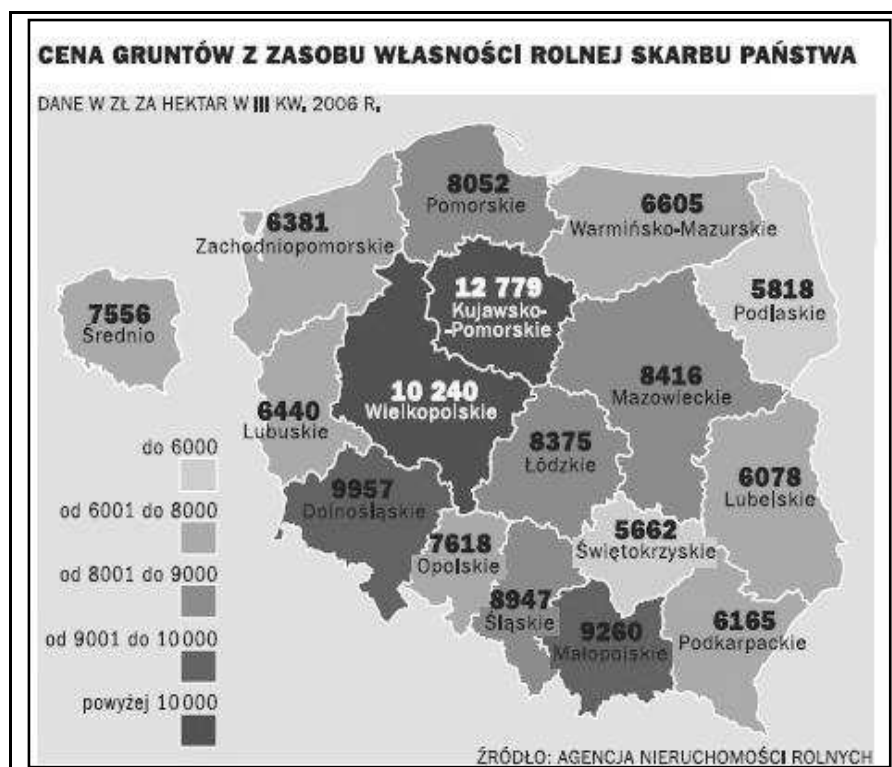 CENA GRUNTÓW Z ZASOBU WŁASNOŚCI ROLNEJ SKARBU PAŃSTWA
DANE W ZŁ ZA HEKTAR W III KW. 2006 R.
8052
Pomorskie
6605
Warmińsko-Mazurskie
6381
Zachodniopomorskie
12 779
Kujawsko-
-Pomorskie
5818
Podlaskie
7556
Średnio
8416
Mazowieckie
10 240
Wielkopolskie
6440
Lubuskie
8375
Łódzkie
6078
Lubelskie
9957
Dolnośląskie
5662
Świętokrzyskie
7618
Opolskie
8947
Śląskie
9260
Małopolskie
6165
Podkarpackie
do 6000
od 6001 do 8000
od 8001 do 9000
od 9001 do 10 000
powyżej 10 000
ŹRÓDŁO: AGENCJA NIERUCHOMOŚCI ROLNYCH